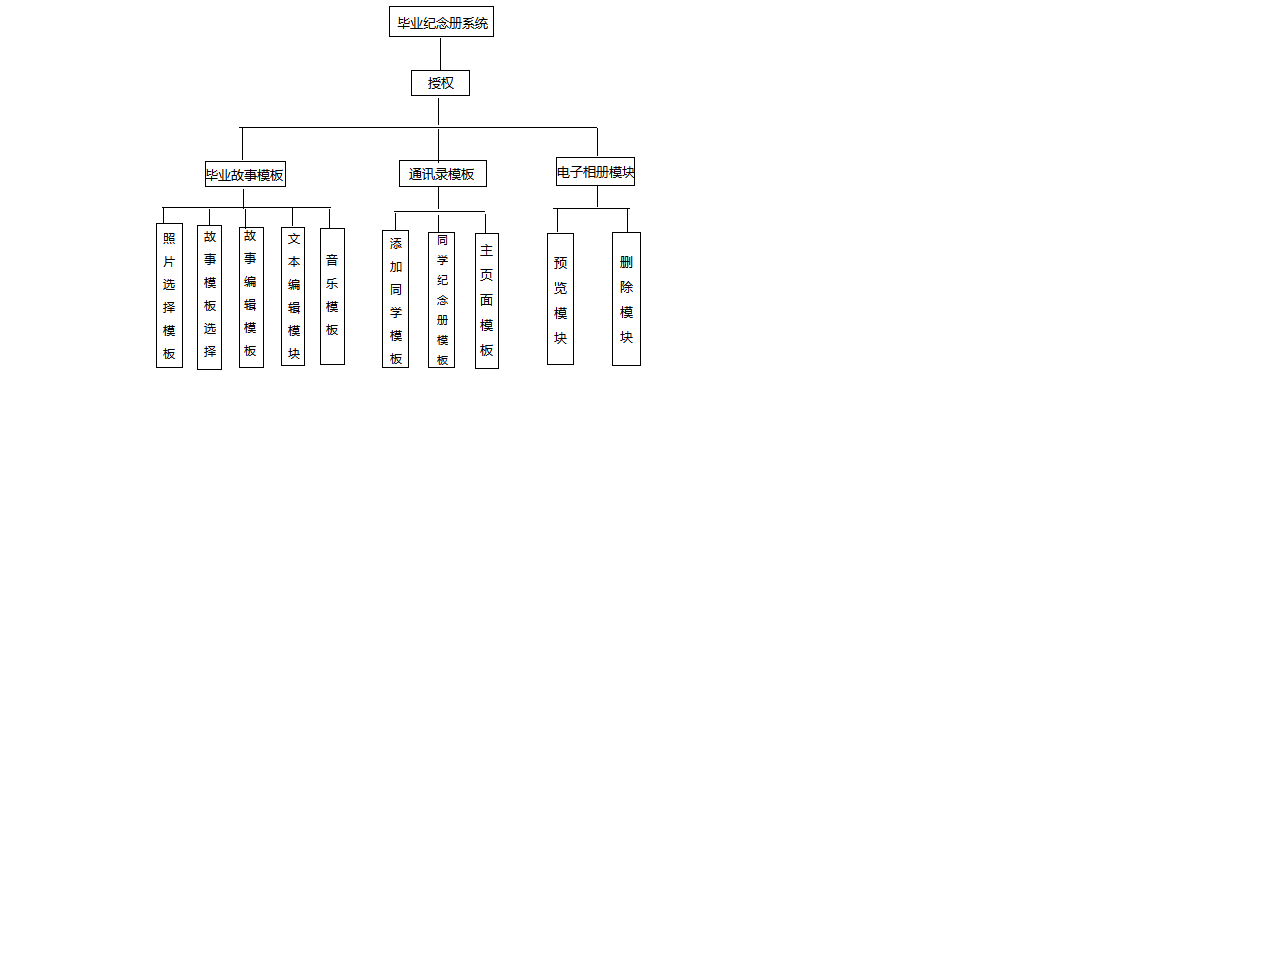 毕业纪念册系统
授权
毕业故事模板
通讯录模板
电子相册模块
照片选择模板
故事模板选择
故事编辑模板
文本编辑模块
音乐模板
添加同学模板
同学纪念册模板
主页面模板
预览模块
删除模块